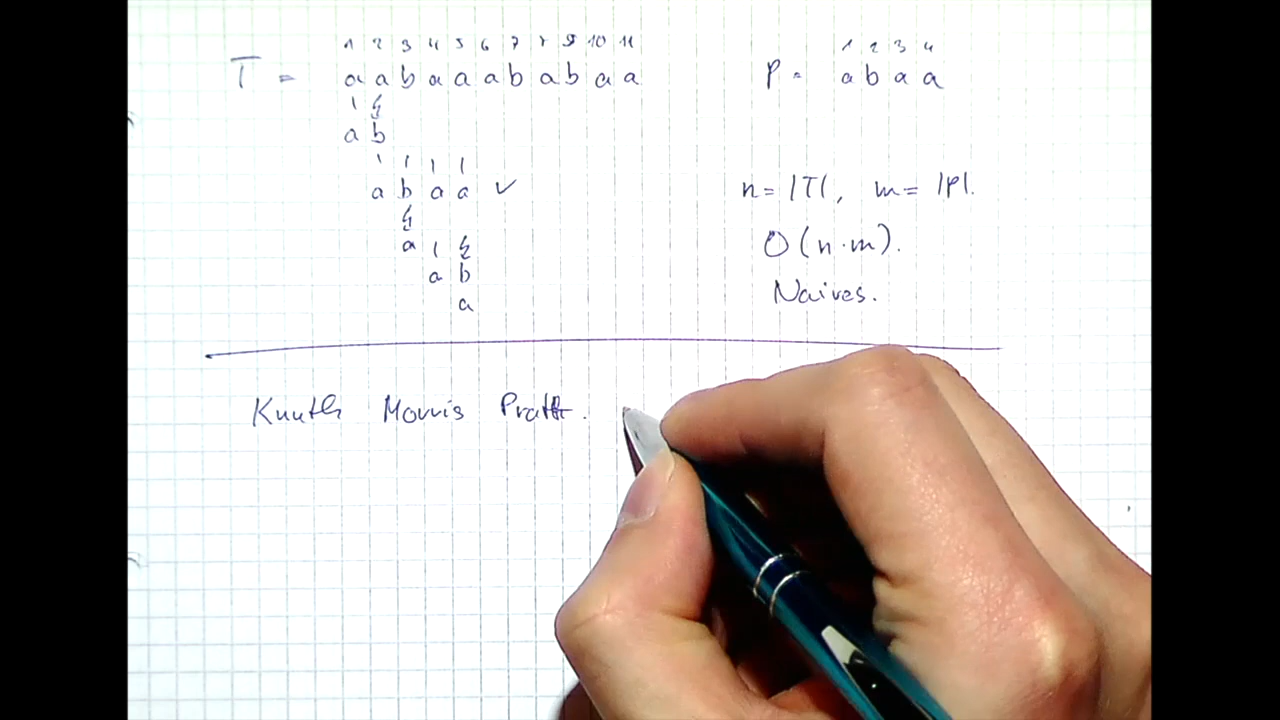 1 2 3 4 5 6 7 8 9 10 11
T = a a b a a a b a b a a
a b
a b a a ✓
a
a b
a
1 2 3 4
P = a b a a
n = |T|, m = |P|.
O(n·m).
Naives.
Knuth Morris Pratt.